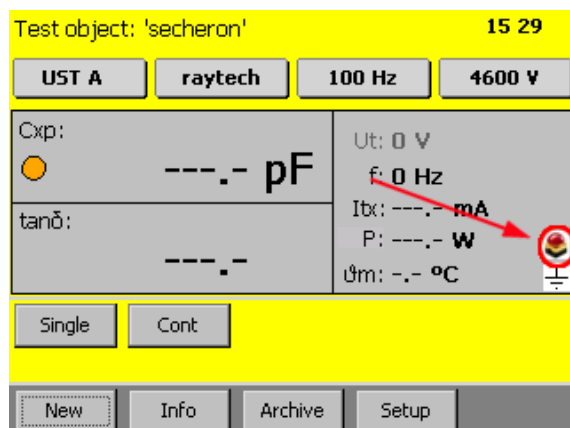 Test object: 'secheron' 15 29
UST A raytech 100 Hz 4600 V
Cxp:
---.- pF
tanδ:
---.-
Ut: 0 V
f: 0 Hz
Itx: ---.- mA
P: ---.- W
ϑm: -.- ºC
Single Cont
New Info Archive Setup